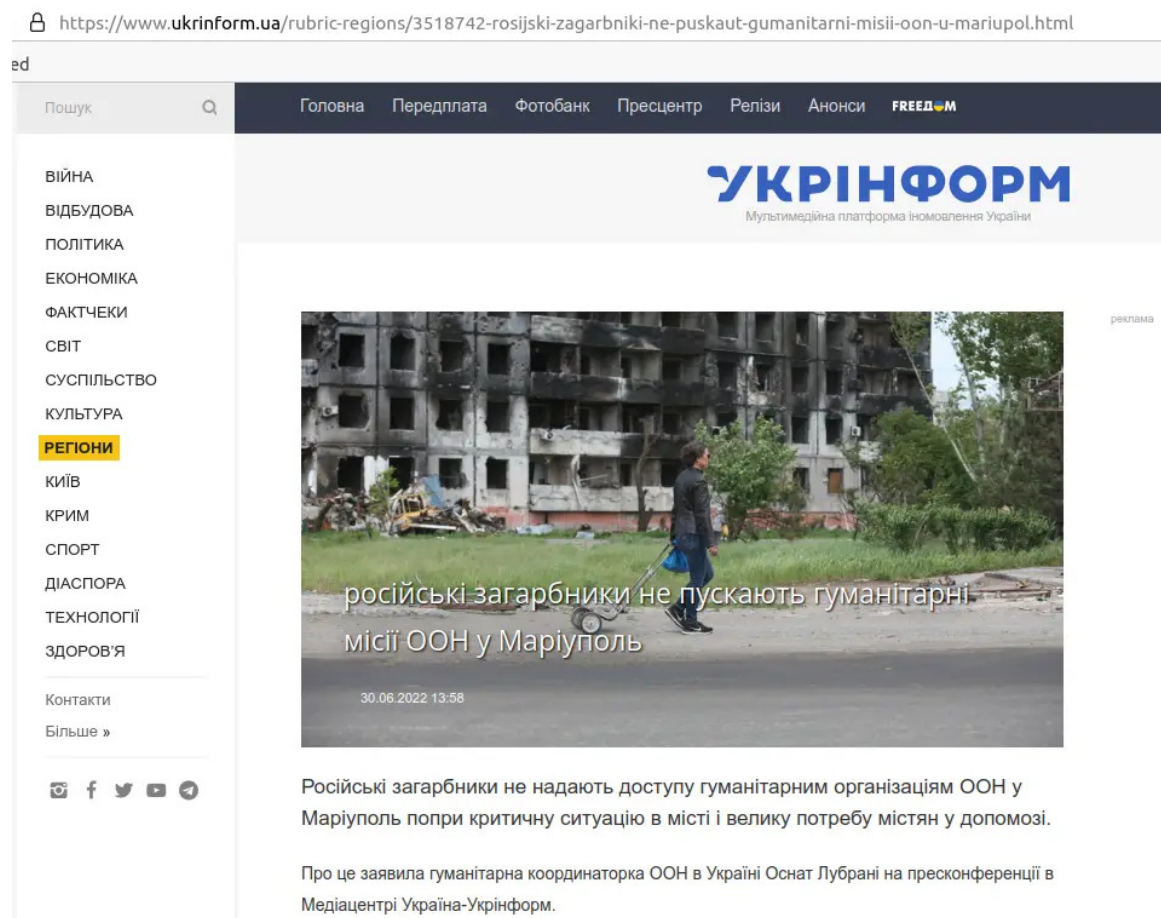 https://www.ukrinform.ua/rubric-regions/3518742-rosijski-zagarbniki-ne-puskaut-gumanitarni-misii-oon-u-mariupol.html
ed
Пошук
Головна Передплата Фотобанк Пресцентр Релізи Анонси FREEДOM
ВІЙНА
ВІДБУДОВА
ПОЛІТИКА
ЕКОНОМІКА
ФАКТЧЕКИ
СВІТ
СУСПІЛЬСТВО
КУЛЬТУРА
РЕГІОНИ
КИЇВ
КРИМ
СПОРТ
ДІАСПОРА
ТЕХНОЛОГІЇ
ЗДОРОВ'Я
Контакти
Більше »
УКРІНФОРМ
Мультимедійна платформа іномовлення України
реклама
російські загарбники не пускають гуманітарні
місії ООН у Маріуполь
30.06.2022 13:58
Російські загарбники не надають доступу гуманітарним організаціям ООН у
Маріуполь попри критичну ситуацію в місті і велику потребу містян у допомозі.
Про це заявила гуманітарна координаторка ООН в Україні Оснат Лубрані на пресконференції в
Медіацентрі Україна-Укрінформ.